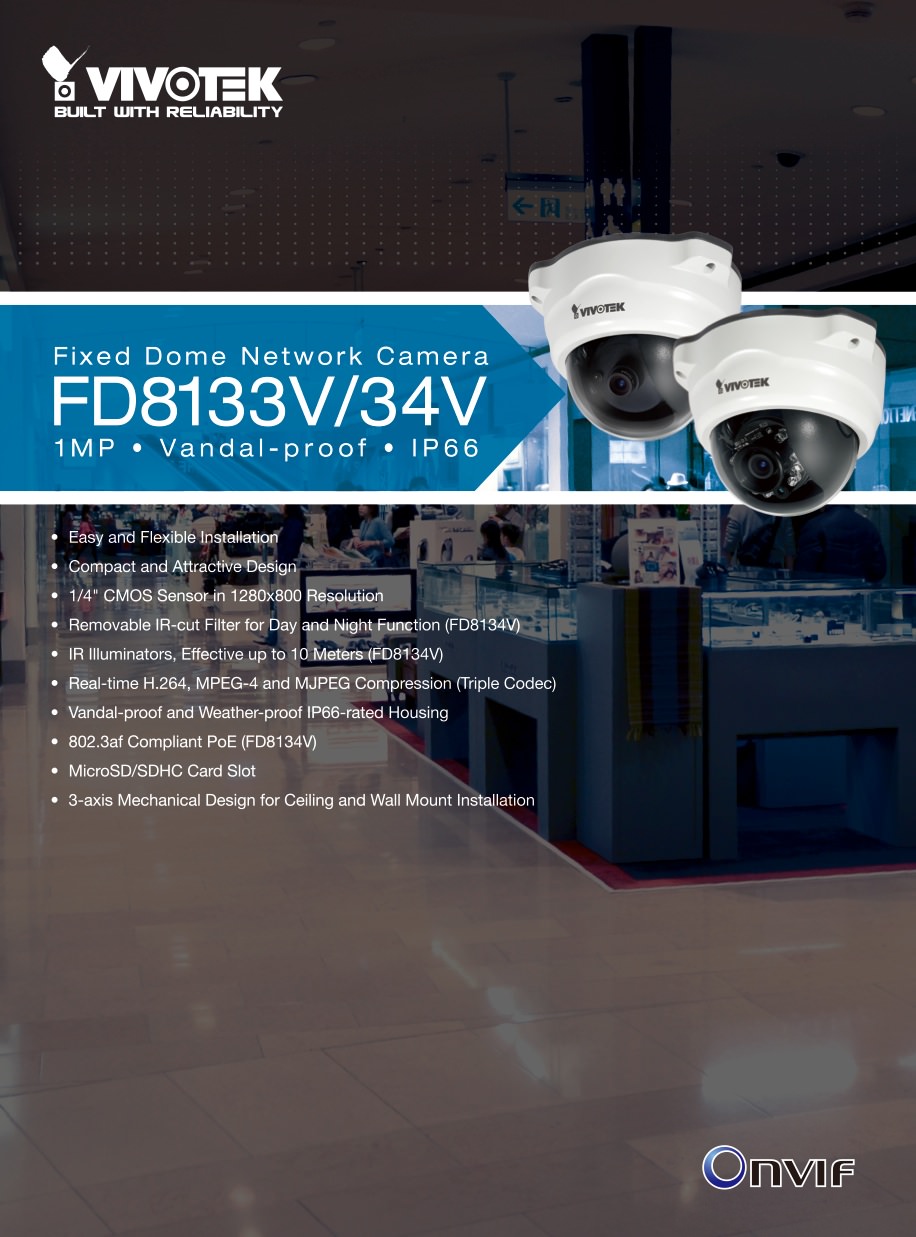 VIVOTEK
BUILT WITH RELIABILITY
VIVOTEK
VIVOTEK
Fixed Dome Network Camera
FD8133V/34V
1MP • Vandal-proof • IP66
• Easy and Flexible Installation
• Compact and Attractive Design
• 1/4" CMOS Sensor in 1280x800 Resolution
• Removable IR-cut Filter for Day and Night Function (FD8134V)
• IR Illuminators, Effective up to 10 Meters (FD8134V)
• Real-time H.264, MPEG-4 and MJPEG Compression (Triple Codec)
• Vandal-proof and Weather-proof IP66-rated Housing
• 802.3af Compliant PoE (FD8134V)
• MicroSD/SDHC Card Slot
• 3-axis Mechanical Design for Ceiling and Wall Mount Installation
ONVIF